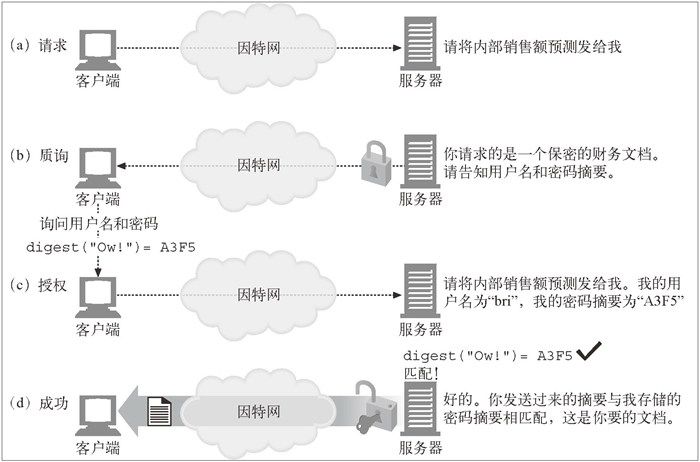 (a) 请求
因特网
请将内部销售额预测发给我
客户端
服务器
(b) 质询
因特网
你请求的是一个保密的财务文档。
请告知用户名和密码摘要。
客户端
服务器
询问用户名和密码
digest("Ow!")= A3F5
(c) 授权
因特网
请将内部销售额预测发给我。我的用
户名为“bri”，我的密码摘要为“A3F5”
客户端
服务器
digest("Ow!")= A3F5
匹配!
(d) 成功
因特网
好的。你发送过来的摘要与我存储的
密码摘要相匹配，这是你要的文档。
客户端
服务器